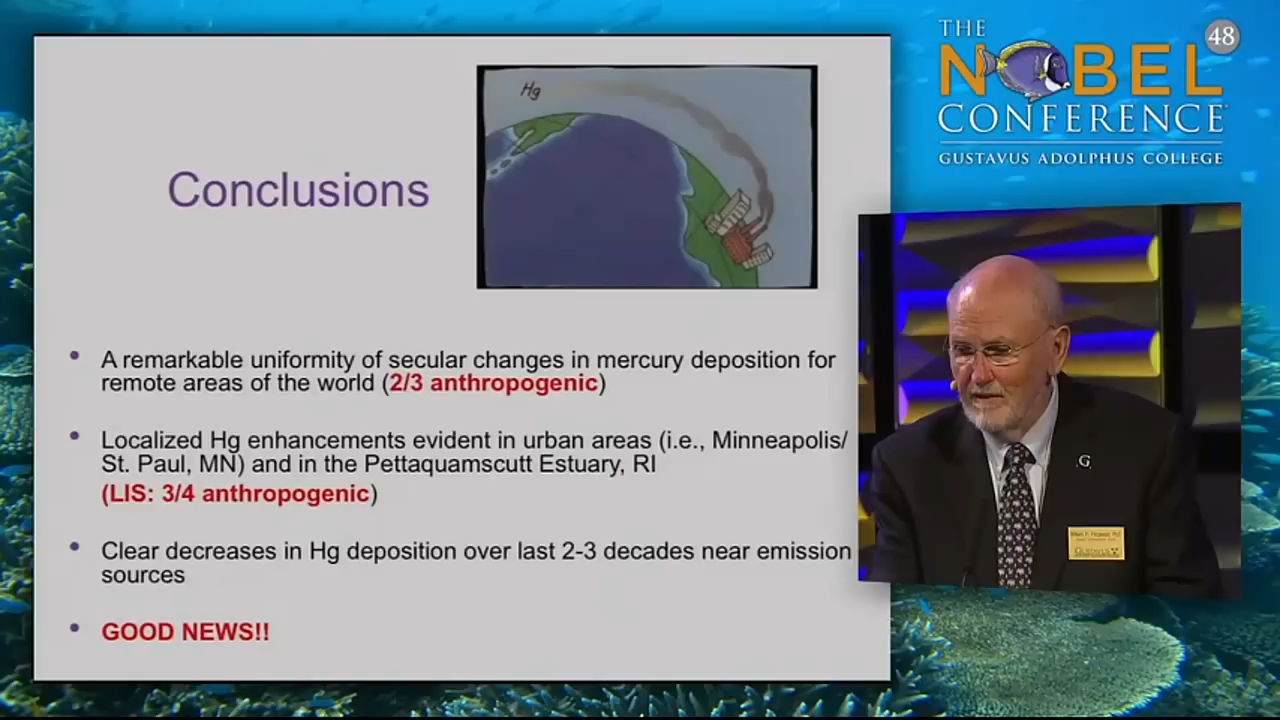 Conclusions
Hg
• A remarkable uniformity of secular changes in mercury deposition for
remote areas of the world (2/3 anthropogenic)
• Localized Hg enhancements evident in urban areas (i.e., Minneapolis/
St. Paul, MN) and in the Pettaquamscutt Estuary, RI
(LIS: 3/4 anthropogenic)
• Clear decreases in Hg deposition over last 2-3 decades near emission
sources
• GOOD NEWS!!
THE
NOBEL
48
CONFERENCE
GUSTAVUS ADOLPHUS COLLEGE
G